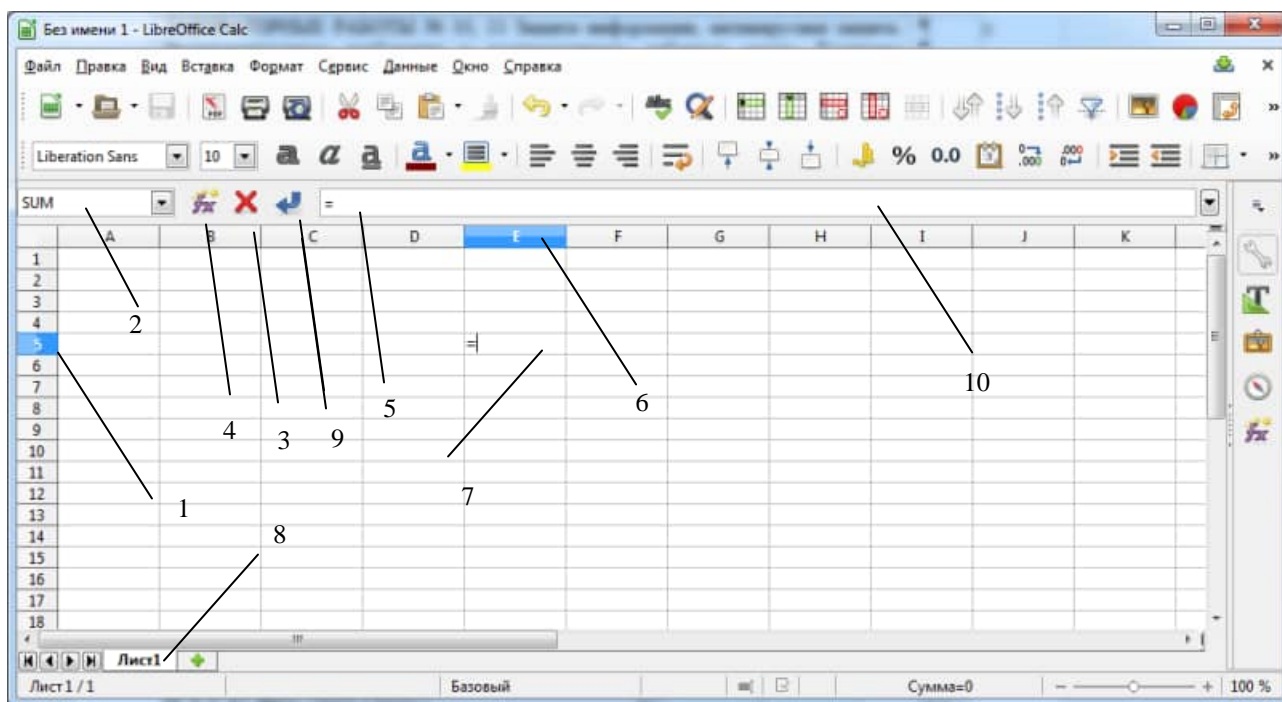 Без имени 1 - LibreOffice Calc
Файл Правка Вид Вставка Формат Сервис Данные Окно Справка
Liberation Sans 10 a a a a % 0.0
SUM =
A B C D E F G H I J K
1
2
3
4 2
5 =
6
7 10
8 5 6
9 4 3 9
10
11
12 7
13 1
14 8
15
16
17
18
Лист1
Лист 1 / 1 Базовый Сумма=0 100 %